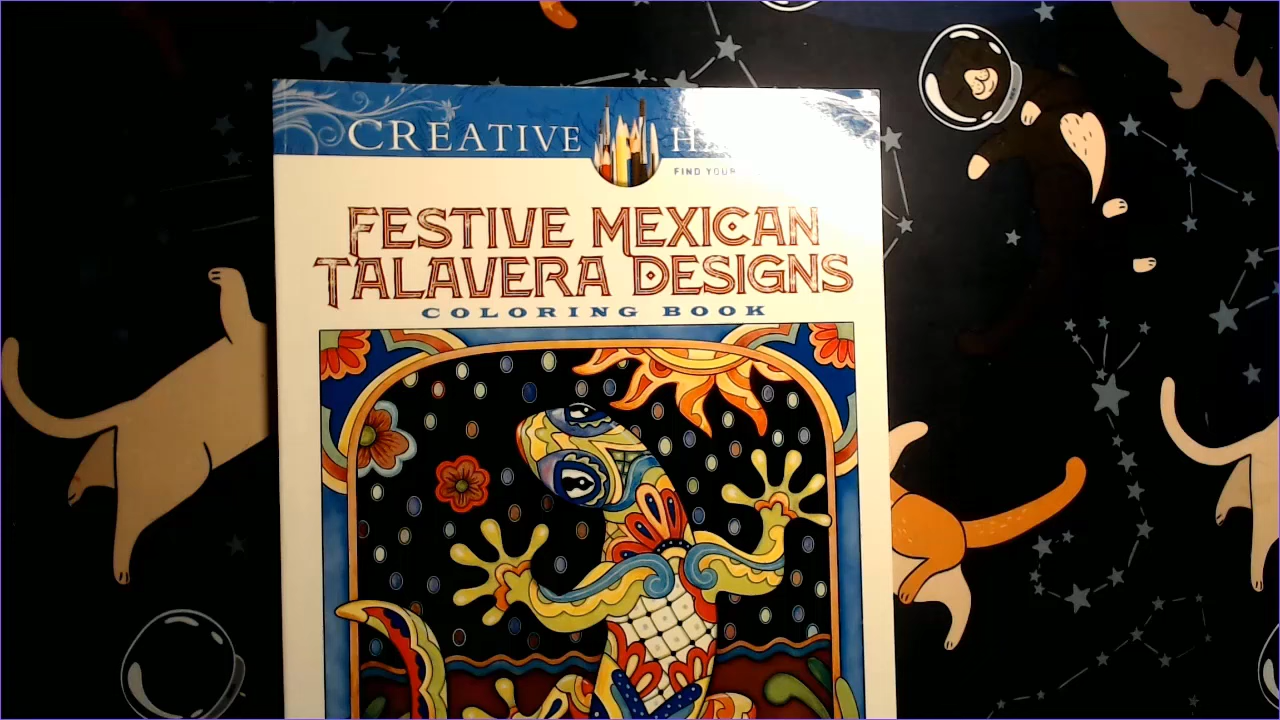 CREATIVE
FIND YOUR
FESTIVE MEXICAN
TALAVERA DESIGNS
COLORING BOOK